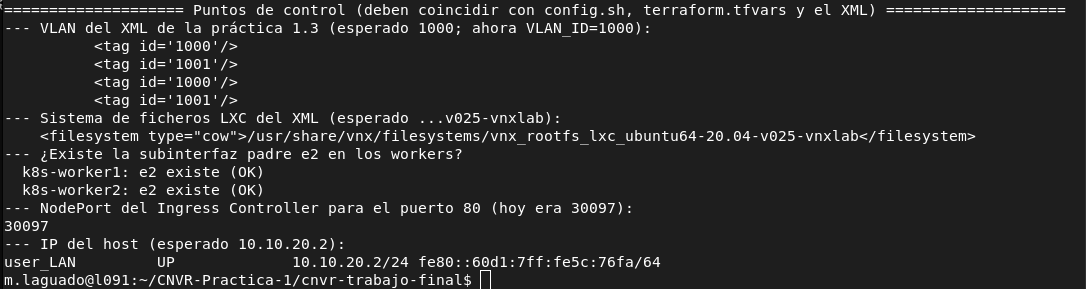 ==================== Puntos de control (deben coincidir con config.sh, terraform.tfvars y el XML) ====================
--- VLAN del XML de la práctica 1.3 (esperado 1000; ahora VLAN_ID=1000):
          <tag id='1000'/>
          <tag id='1001'/>
          <tag id='1000'/>
          <tag id='1001'/>
--- Sistema de ficheros LXC del XML (esperado ...v025-vnxlab):
    <filesystem type="cow">/usr/share/vnx/filesystems/vnx_rootfs_lxc_ubuntu64-20.04-v025-vnxlab</filesystem>
--- ¿Existe la subinterfaz padre e2 en los workers?
  k8s-worker1: e2 existe (OK)
  k8s-worker2: e2 existe (OK)
--- NodePort del Ingress Controller para el puerto 80 (hoy era 30097):
30097
--- IP del host (esperado 10.10.20.2):
user_LAN         UP             10.10.20.2/24 fe80::60d1:7ff:fe5c:76fa/64
m.laguado@l091:~/CNVR-Practica-1/cnvr-trabajo-final$